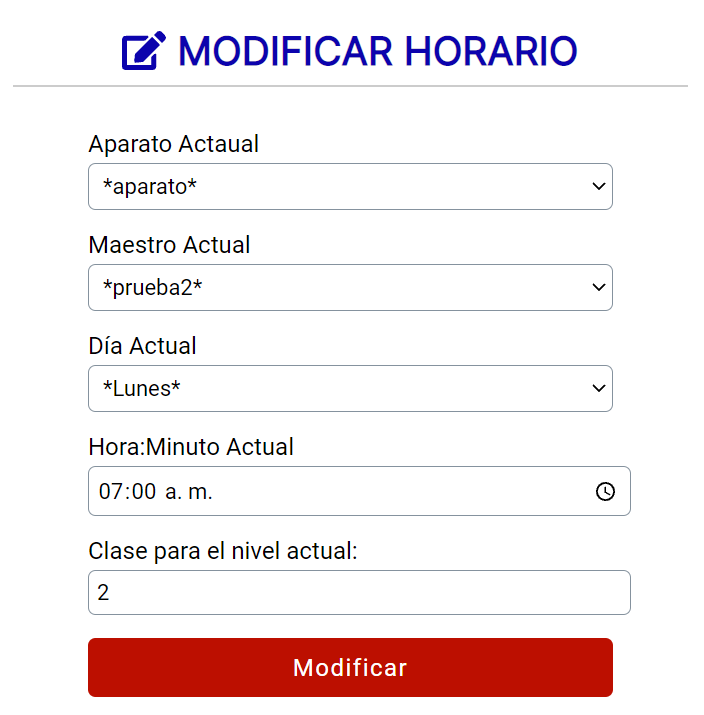 MODIFICAR HORARIO
Aparato Actaual
*aparato*
Maestro Actual
*prueba2*
Día Actual
*Lunes*
Hora:Minuto Actual
07:00 a. m.
Clase para el nivel actual:
2
Modificar